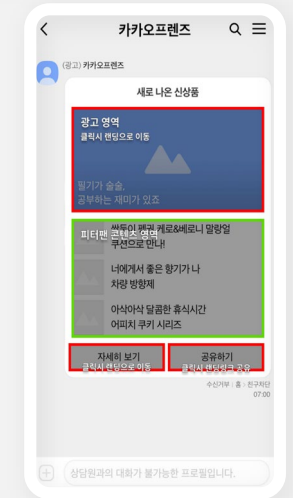 카카오프렌즈
(광고) 카카오프렌즈
새로 나온 신상품
광고 영역
클릭시 랜딩으로 이동
필기가 술술,
공부하는 재미가 있죠
피터팬 콘텐츠 영역
쌍둥이 펭귄 케로&베로니 말랑얼
쿠션으로 만나!
너에게서 좋은 향기가 나
차량 방향제
아삭아삭 달콤한 휴식시간
어피치 쿠키 시리즈
자세히 보기
클릭시 랜딩으로 이동
공유하기
클릭시 랜딩링크 공유
수신거부 | 홈 > 친구차단
07:00
상담원과의 대화가 불가능한 프로필입니다.